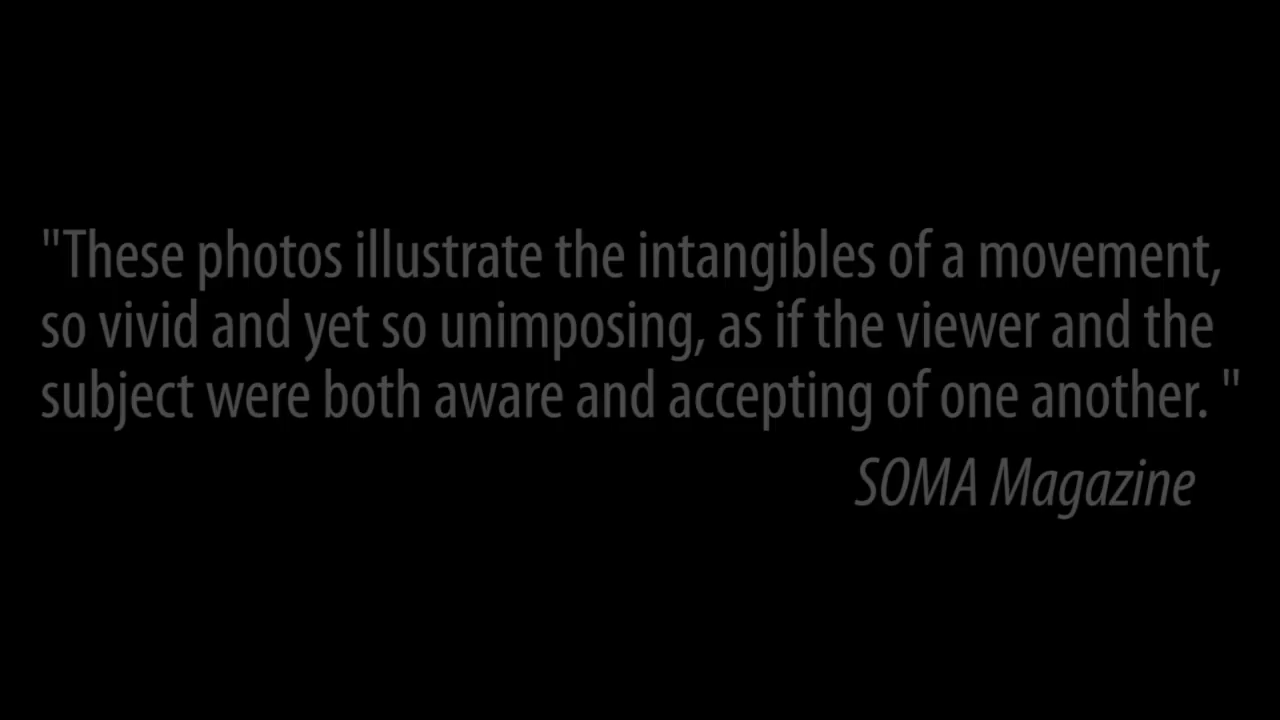 "These photos illustrate the intangibles of a movement,
so vivid and yet so unimposing, as if the viewer and the
subject were both aware and accepting of one another. "
SOMA Magazine